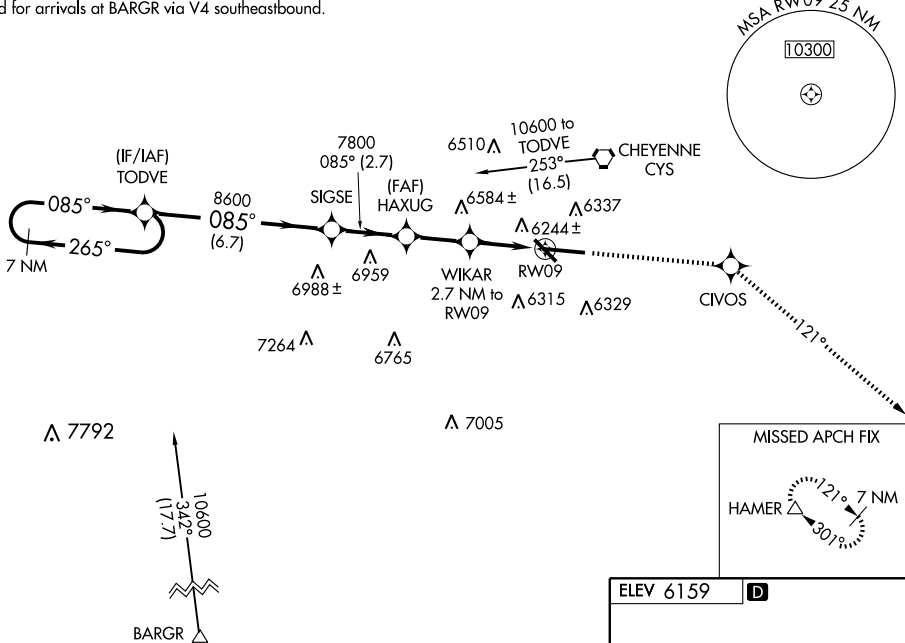 d for arrivals at BARGR via V4 southeastbound.
MSA RW09 25 NM
10300
(IF/IAF)
TODVE
085°
265°
7 NM
8600
085°
(6.7)
SIGSE
7800
085° (2.7)
(FAF)
HAXUG
6510
10600 to
TODVE
253°
(16.5)
CHEYENNE
CYS
6584 ±
6337
6244 ±
6988 ±
6959
WIKAR
2.7 NM to
RW09
RW09
6315
6329
CIVOS
121°
7264
6765
7792
7005
10600
342°
(17.7)
BARGR
MISSED APCH FIX
HAMER
121°
301°
7 NM
ELEV 6159
D